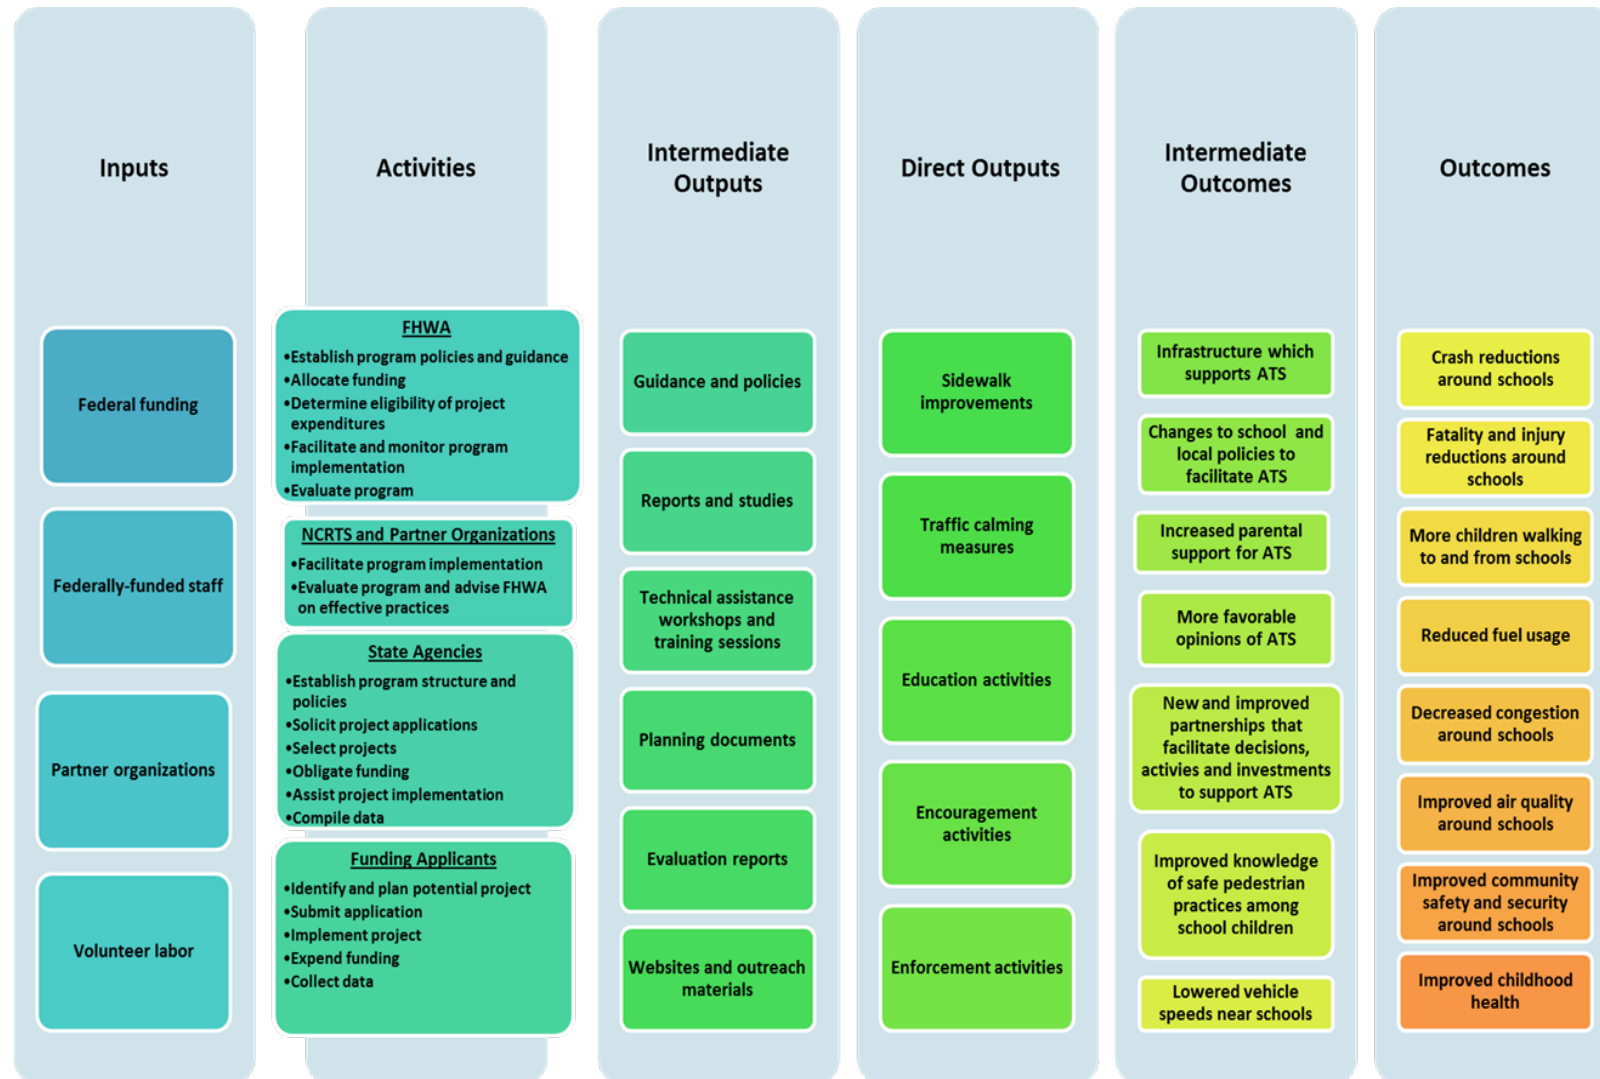 Inputs
Federal funding
Federally-funded staff
Partner organizations
Volunteer labor
Activities
FHWA
•Establish program policies and guidance
•Allocate funding
•Determine eligibility of project
expenditures
•Facilitate and monitor program
implementation
•Evaluate program
NCRTS and Partner Organizations
•Facilitate program implementation
•Evaluate program and advise FHWA
on effective practices
State Agencies
•Establish program structure and
policies
•Solicit project applications
•Select projects
•Obligate funding
•Assist project implementation
•Compile data
Funding Applicants
•Identify and plan potential project
•Submit application
•Implement project
•Expend funding
•Collect data
Intermediate
Outputs
Guidance and policies
Reports and studies
Technical assistance
workshops and
training sessions
Planning documents
Evaluation reports
Websites and outreach
materials
Direct Outputs
Sidewalk
improvements
Traffic calming
measures
Education activities
Encouragement
activities
Enforcement activities
Intermediate
Outcomes
Infrastructure which
supports ATS
Changes to school and
local policies to
facilitate ATS
Increased parental
support for ATS
More favorable
opinions of ATS
New and improved
partnerships that
facilitate decisions,
activies and investments
to support ATS
Improved knowledge
of safe pedestrian
practices among
school children
Lowered vehicle
speeds near schools
Outcomes
Crash reductions
around schools
Fatality and injury
reductions around
schools
More children walking
to and from schools
Reduced fuel usage
Decreased congestion
around schools
Improved air quality
around schools
Improved community
safety and security
around schools
Improved childhood
health